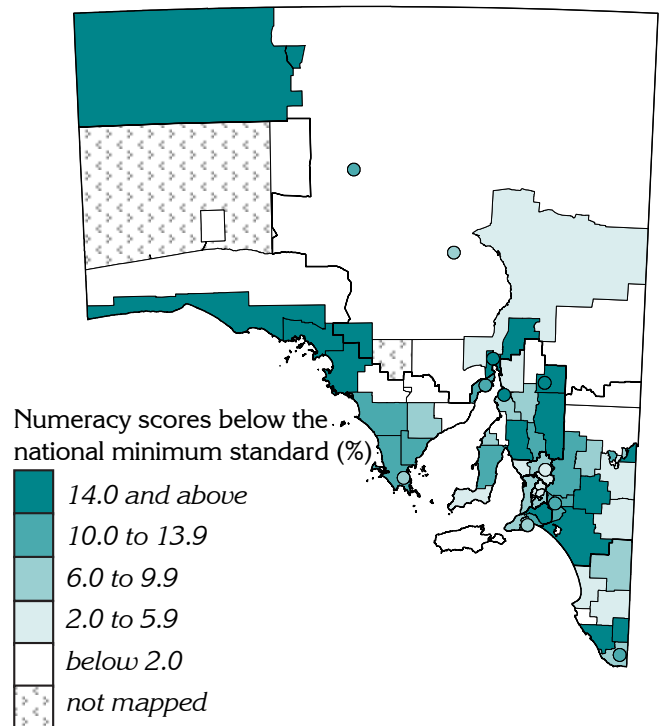 Numeracy scores below the
national minimum standard (%)
14.0 and above
10.0 to 13.9
6.0 to 9.9
2.0 to 5.9
below 2.0
not mapped